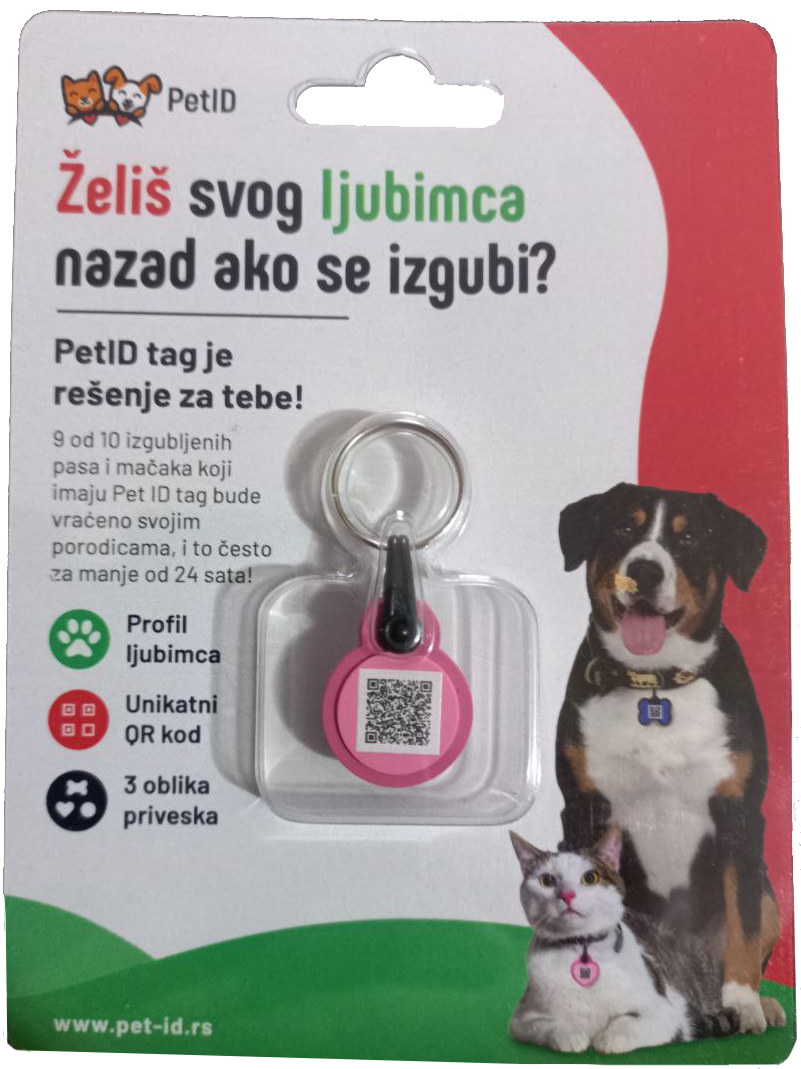 PetID
Želiš svog ljubimca
nazad ako se izgubi?
PetID tag je
rešenje za tebe!
9 od 10 izgubljenih
pasa i mačaka koji
imaju Pet ID tag bude
vraćeno svojim
porodicama, i to često
za manje od 24 sata!
Profil
ljubimca
Unikatni
QR kod
3 oblika
priveska
www.pet-id.rs